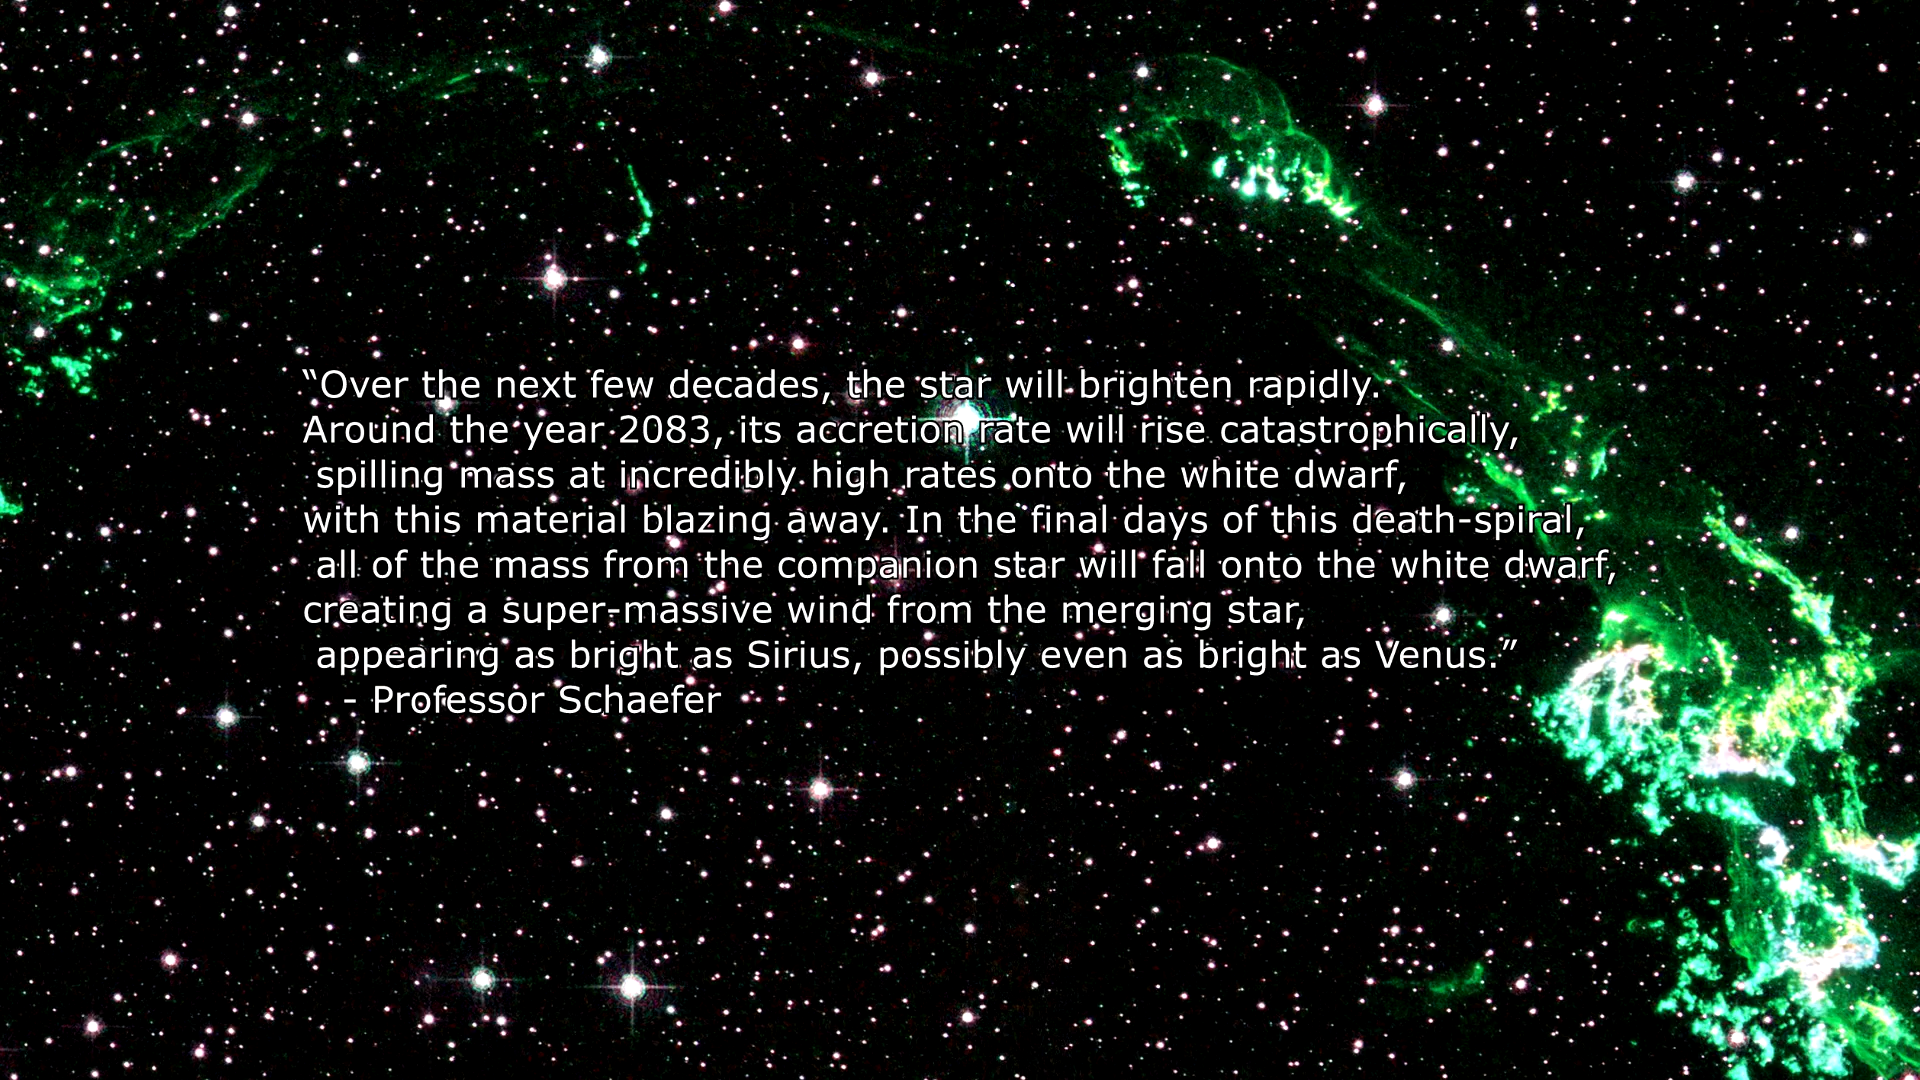 “Over the next few decades, the star will brighten rapidly.
Around the year 2083, its accretion rate will rise catastrophically,
spilling mass at incredibly high rates onto the white dwarf,
with this material blazing away. In the final days of this death-spiral,
all of the mass from the companion star will fall onto the white dwarf,
creating a super-massive wind from the merging star,
appearing as bright as Sirius, possibly even as bright as Venus.”
- Professor Schaefer